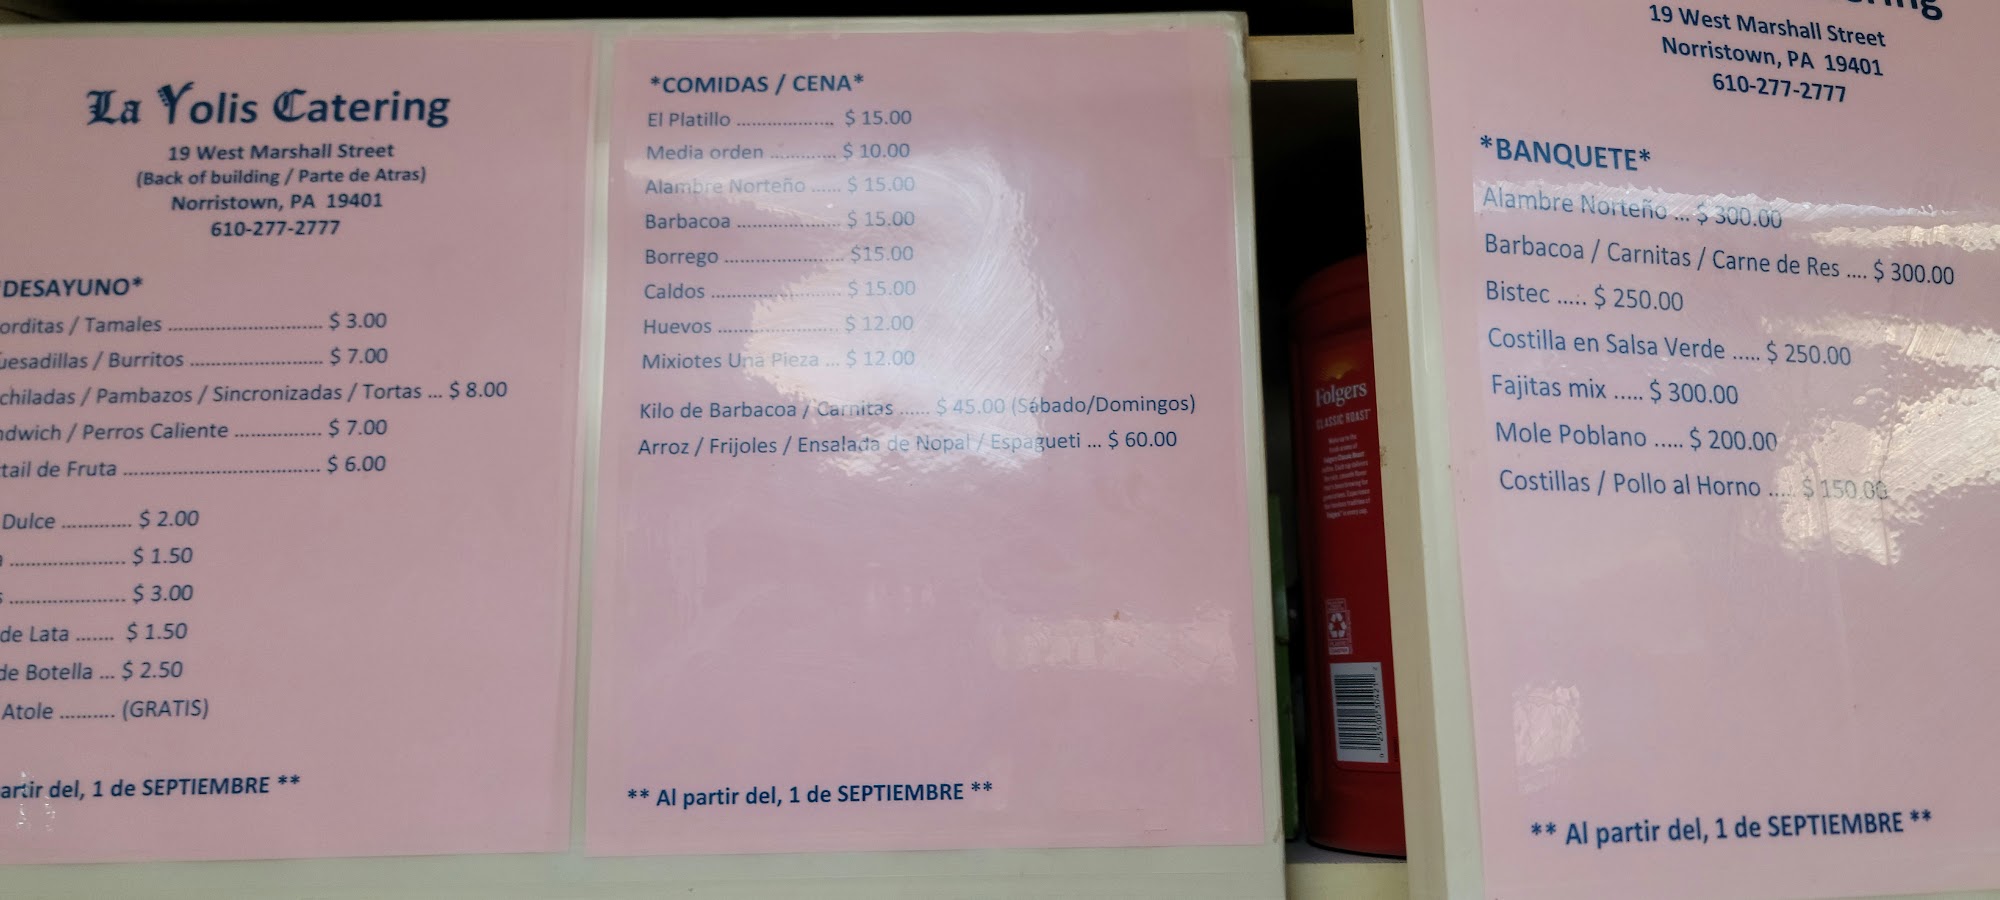 La Yolis Catering
19 West Marshall Street
(Back of building / Parte de Atras)
Norristown, PA 19401
610-277-2777
*DESAYUNO*
orditas / Tamales ............................... $ 3.00
uesadillas / Burritos ........................... $ 7.00
chiladas / Pambazos / Sincronizadas / Tortas ... $ 8.00
ndwich / Perros Caliente .................. $ 7.00
tail de Fruta ........................................ $ 6.00
Dulce ............. $ 2.00
....................... $ 1.50
s ....................... $ 3.00
de Lata ....... $ 1.50
de Botella ... $ 2.50
Atole .......... (GRATIS)
artir del, 1 de SEPTIEMBRE **
*COMIDAS / CENA*
El Platillo ................... $ 15.00
Media orden ............. $ 10.00
Alambre Norteño ...... $ 15.00
Barbacoa .................... $ 15.00
Borrego ....................... $15.00
Caldos ......................... $ 15.00
Huevos ....................... $ 12.00
Mixiotes Una Pieza ... $ 12.00
Kilo de Barbacoa / Carnitas ...... $ 45.00 (Sábado/Domingos)
Arroz / Frijoles / Ensalada de Nopal / Espagueti ... $ 60.00
** Al partir del, 1 de SEPTIEMBRE **
Folgers
CLASSIC ROAST
ering
19 West Marshall Street
Norristown, PA 19401
610-277-2777
*BANQUETE*
Alambre Norteño ... $ 300.00
Barbacoa / Carnitas / Carne de Res .... $ 300.00
Bistec ..... $ 250.00
Costilla en Salsa Verde ..... $ 250.00
Fajitas mix ..... $ 300.00
Mole Poblano ..... $ 200.00
Costillas / Pollo al Horno ..... $ 150.00
** Al partir del, 1 de SEPTIEMBRE **